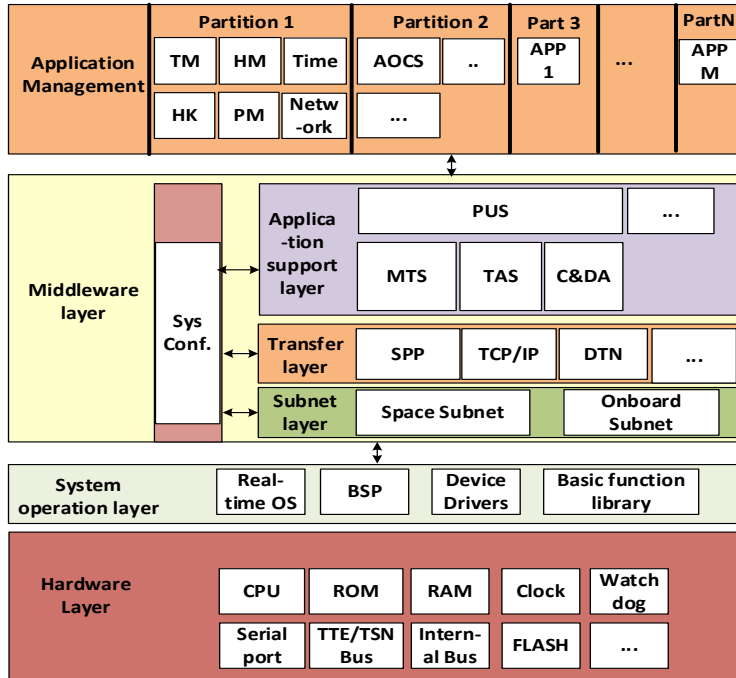 Partition 1
Partition 2
Part 3
PartN
Application
Management
TM
HM
Time
AOCS
..
APP
1
...
APP
M
HK
PM
Netw
-ork
...
Applica
-tion
support
layer
PUS
...
MTS
TAS
C&DA
Middleware
layer
Sys
Conf.
Transfer
layer
SPP
TCP/IP
DTN
...
Subnet
layer
Space Subnet
Onboard
Subnet
System
operation layer
Real-
time OS
BSP
Device
Drivers
Basic function
library
Hardware
Layer
CPU
ROM
RAM
Clock
Watch
dog
Serial
port
TTE/TSN
Bus
Intern-
al Bus
FLASH
...